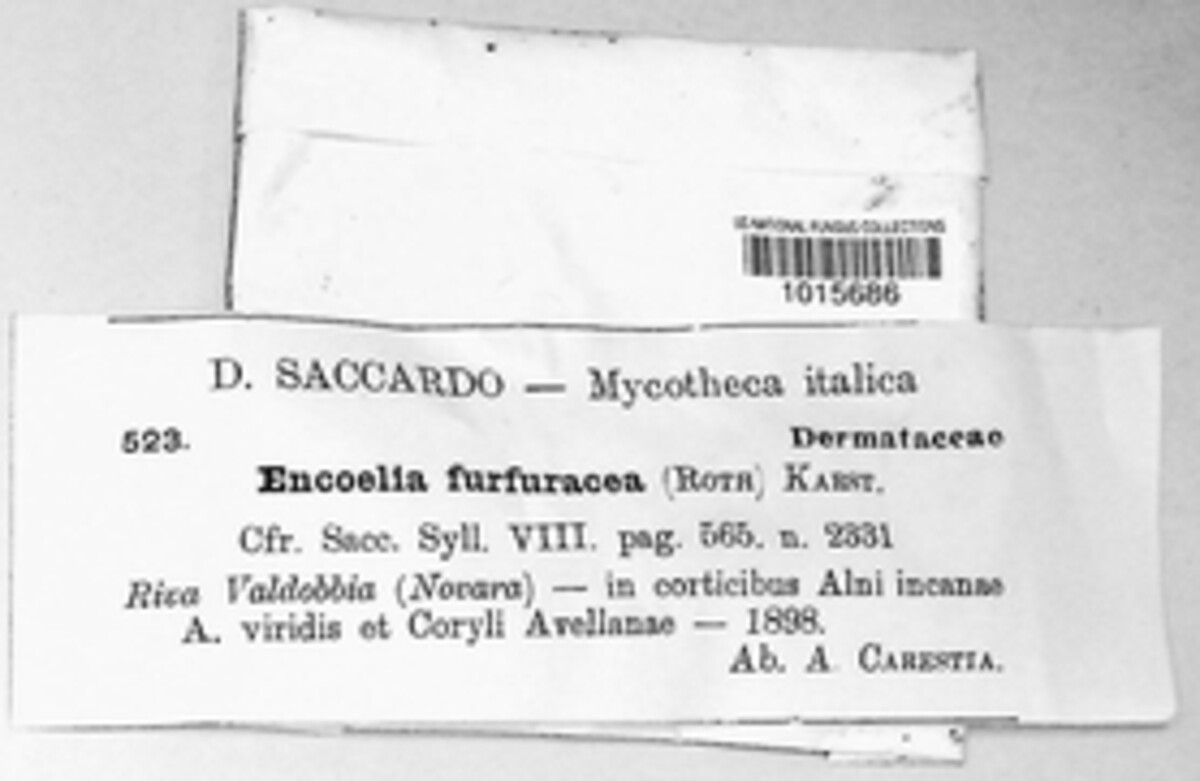 US NATIONAL FUNGUS COLLECTIONS
1015686
D. SACCARDO — Mycotheca italica
523. Dermataceae
Encoelia furfuracea (ROTH) KARST.
Cfr. Sacc. Syll. VIII. pag. 565. n. 2331
Riva Valdobbia (Novara) — in corticibus Alni incanae
A. viridis et Coryli Avellanae — 1898.
Ab. A CARESTIA.